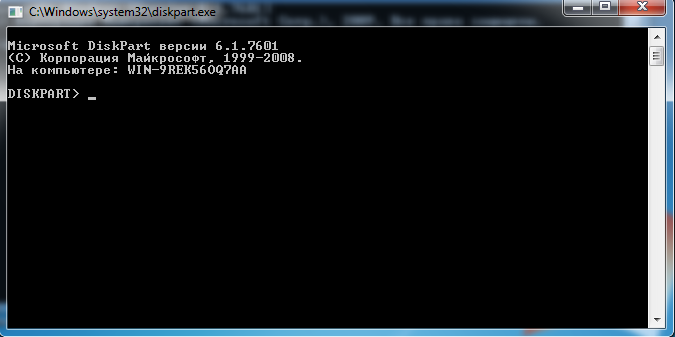 C:\Windows\system32\diskpart.exe
Microsoft DiskPart версии 6.1.7601
(C) Корпорация Майкрософт, 1999-2008.
На компьютере: WIN-9REK56OQ7AA
DISKPART> _